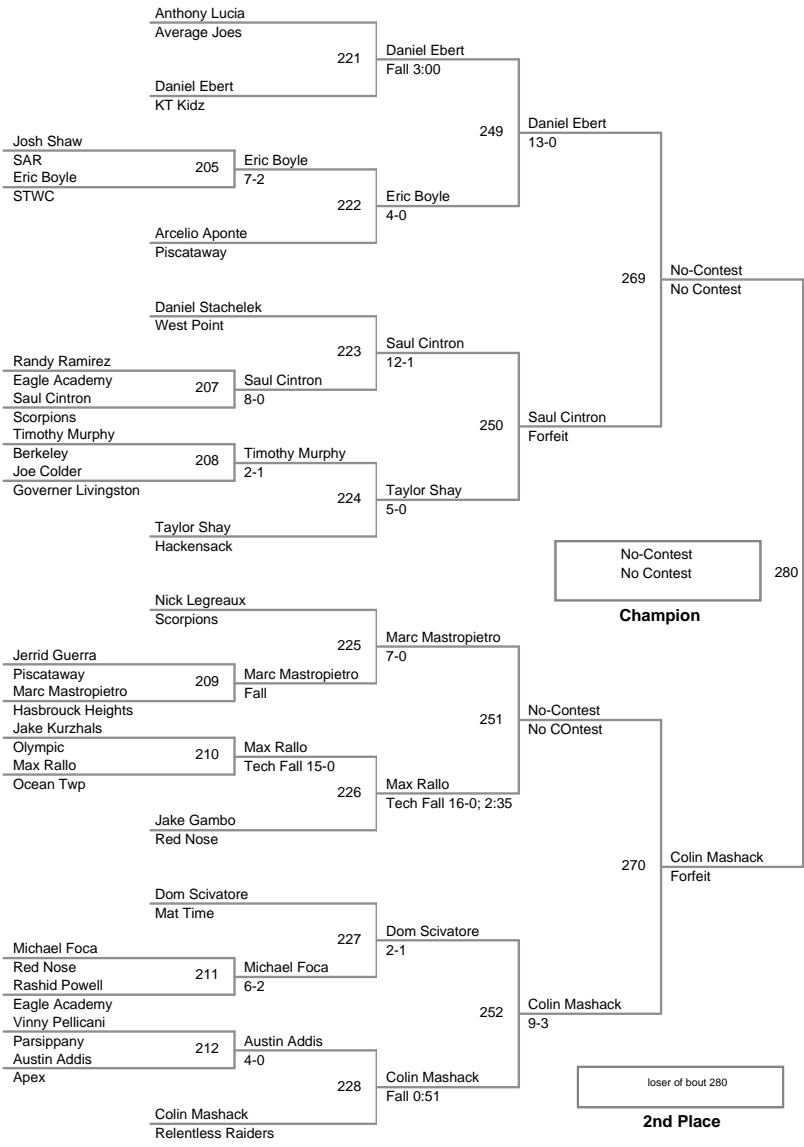 Anthony Lucia
Average Joes
221
Daniel Ebert
Fall 3:00
Daniel Ebert
KT Kidz
249
Daniel Ebert
13-0
Josh Shaw
SAR
205
Eric Boyle
7-2
Eric Boyle
STWC
222
Eric Boyle
4-0
Arcelio Aponte
Piscataway
269
No-Contest
No Contest
Daniel Stachelek
West Point
223
Saul Cintron
12-1
Randy Ramirez
Eagle Academy
207
Saul Cintron
8-0
Saul Cintron
Scorpions
250
Saul Cintron
Forfeit
Timothy Murphy
Berkeley
208
Timothy Murphy
2-1
Joe Colder
Governer Livingston
224
Taylor Shay
5-0
Taylor Shay
Hackensack
No-Contest
No Contest
280
Champion
Nick Legreaux
Scorpions
225
Marc Mastropietro
7-0
Jerrid Guerra
Piscataway
209
Marc Mastropietro
Fall
Marc Mastropietro
Hasbrouck Heights
251
No-Contest
No COntest
Jake Kurzhals
Olympic
210
Max Rallo
Tech Fall 15-0
Max Rallo
Ocean Twp
226
Max Rallo
Tech Fall 16-0; 2:35
Jake Gambo
Red Nose
270
Colin Mashack
Forfeit
Dom Scivatore
Mat Time
227
Dom Scivatore
2-1
Michael Foca
Red Nose
211
Michael Foca
6-2
Rashid Powell
Eagle Academy
252
Colin Mashack
9-3
Vinny Pellicani
Parsippany
212
Austin Addis
4-0
Austin Addis
Apex
228
Colin Mashack
Fall 0:51
Colin Mashack
Relentless Raiders
loser of bout 280
2nd Place